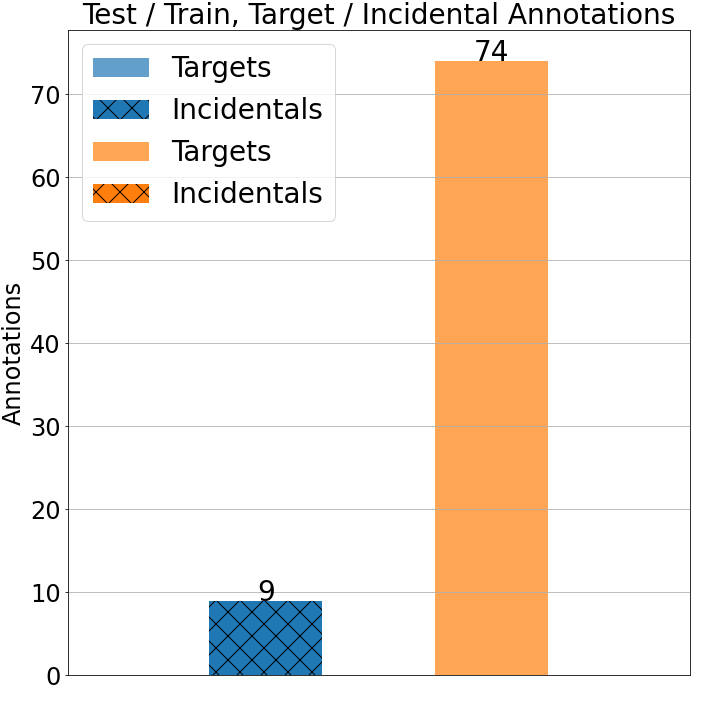 Test / Train, Target / Incidental Annotations
Targets
Incidentals
Targets
Incidentals
74
9
Annotations
70
60
50
40
30
20
10
0